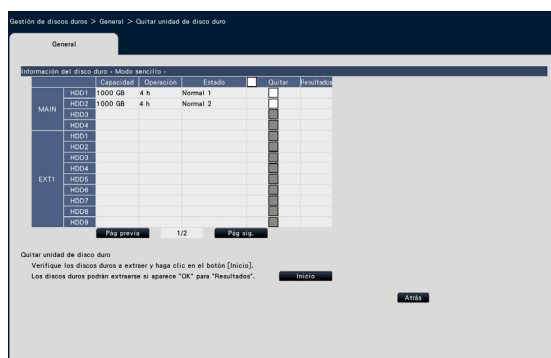 Gestión de discos duros > General > Quitar unidad de disco duro
General
Información del disco duro - Modo sencillo -
Capacidad Operación Estado Quitar Resultados
MAIN
HDD1 1000 GB 4 h Normal 1
HDD2 1000 GB 4 h Normal 2
HDD3
HDD4
EXT1
HDD1
HDD2
HDD3
HDD4
HDD5
HDD6
HDD7
HDD8
HDD9
Pág previa 1/2 Pág sig.
Quitar unidad de disco duro
Verifique los discos duros a extraer y haga clic en el botón [Inicio].
Los discos duros podrán extraerse si aparece "OK" para "Resultados". Inicio
Atrás